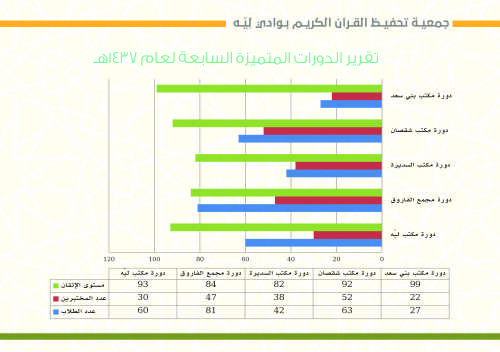 جمعية تحفيظ القرآن الكريم بوادي ليّه
تقرير الدورات المتميزة السابعة لعام ١٤٣٧هـ
دورة مكتب بني سعد
دورة مكتب شقصان
دورة مكتب السديرة
دورة مجمع الفاروق
دورة مكتب ليّه
120 100 80 60 40 20 0
دورة مكتب بني سعد دورة مكتب شقصان دورة مكتب السديرة دورة مجمع الفاروق دورة مكتب ليّه
مستوى الإتقان 93 84 82 92 99
عدد المختبرين 30 47 38 52 22
عدد الطلاب 60 81 42 63 27